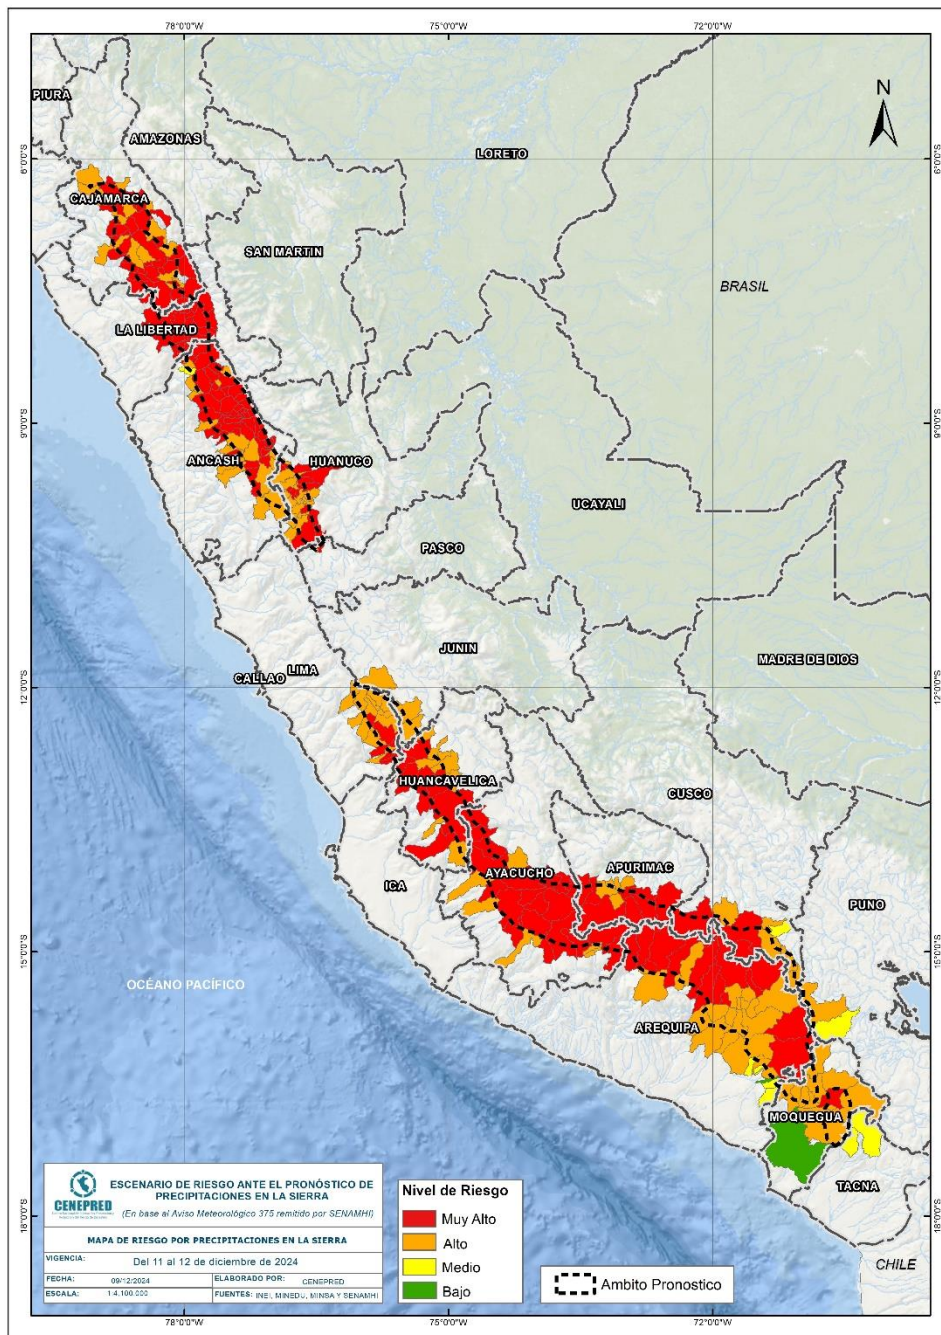 78°0'0"W
75°0'0"W
72°0'0"W
N
PIURA
AMAZONAS
LORETO
6°0'0"S
6°0'0"S
CAJAMARCA
SAN MARTIN
BRASIL
LA LIBERTAD
9°0'0"S
9°0'0"S
ANCASH
HUANUCO
UCAYALI
PASCO
JUNIN
MADRE DE DIOS
LIMA
CALLAO
12°0'0"S
12°0'0"S
HUANCAVELICA
CUSCO
APURIMAC
AYACUCHO
ICA
PUNO
15°0'0"S
15°0'0"S
OCÉANO PACÍFICO
AREQUIPA
MOQUEGUA
TACNA
18°0'0"S
18°0'0"S
CHILE
CENEPRED
ESCENARIO DE RIESGO ANTE EL PRONÓSTICO DE
PRECIPITACIONES EN LA SIERRA
(En base al Aviso Meteorológico 375 remitido por SENAMHI)
MAPA DE RIESGO POR PRECIPITACIONES EN LA SIERRA
VIGENCIA: Del 11 al 12 de diciembre de 2024
FECHA: 09/12/2024 ELABORADO POR: CENEPRED
ESCALA: 1:4,100,000 FUENTES: INEI, MINEDU, MINSA Y SENAMHI
Nivel de Riesgo
Muy Alto
Alto
Medio
Bajo
Ambito Pronostico
78°0'0"W
75°0'0"W
72°0'0"W